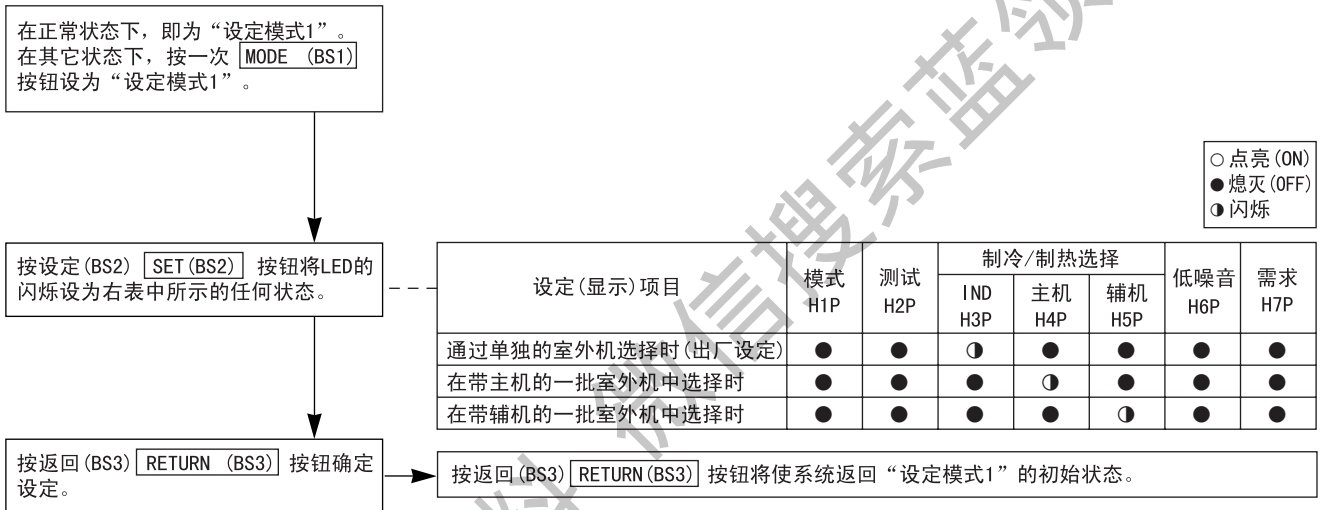 在正常状态下，即为“设定模式1”。
在其它状态下，按一次 MODE (BS1)
按钮设为“设定模式1”。
○点亮(ON)
●熄灭(OFF)
◑闪烁
按设定(BS2) SET(BS2) 按钮将LED的
闪烁设为右表中所示的任何状态。
设定(显示)项目 模式 H1P 测试 H2P 制冷/制热选择 IND H3P 主机 H4P 辅机 H5P 低噪音 H6P 需求 H7P
通过单独的室外机选择时(出厂设定) ● ● ◑ ● ● ● ●
在带主机的一批室外机中选择时 ● ● ● ◑ ● ● ●
在带辅机的一批室外机中选择时 ● ● ● ● ◑ ● ●
按返回(BS3) RETURN (BS3) 按钮确定
设定。
按返回(BS3) RETURN(BS3) 按钮将使系统返回“设定模式1”的初始状态。
料 微信搜索蓝领